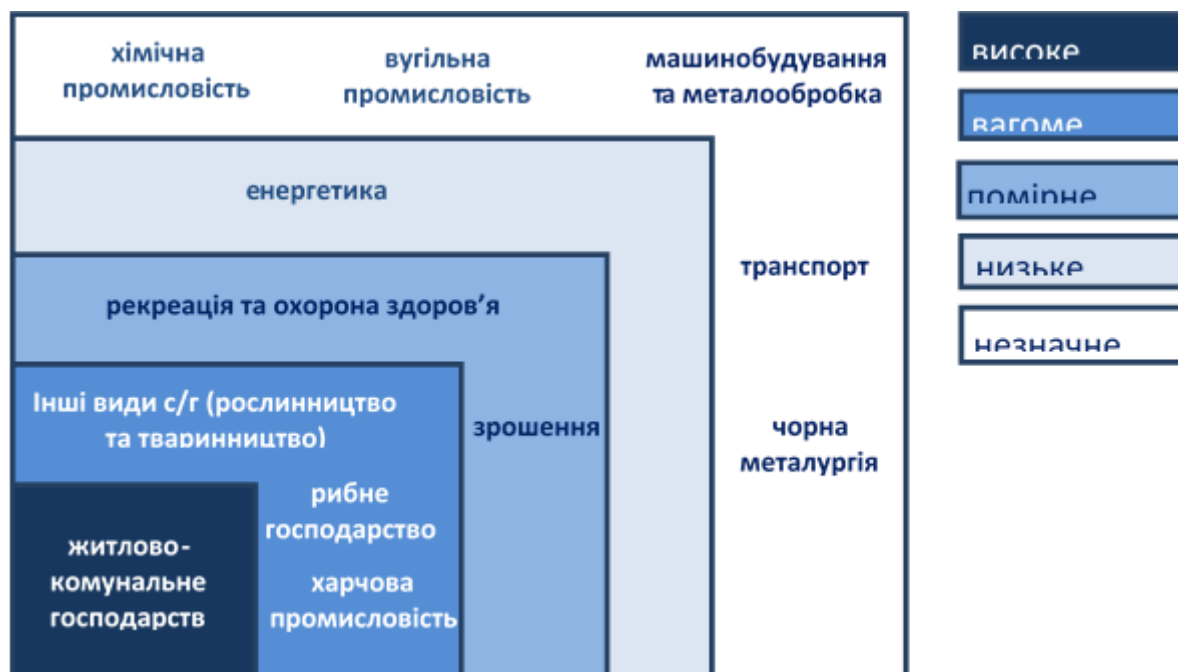 хімічна
промисловість
вугільна
промисловість
машинобудування
та металообробка
енергетика
транспорт
рекреація та охорона здоров’я
Інші види с/г (рослинництво
та тваринництво)
зрошення
чорна
металургія
рибне
господарство
житлово-
комунальне
господарств
харчова
промисловість
високе
вагоме
помірне
низьке
незначне